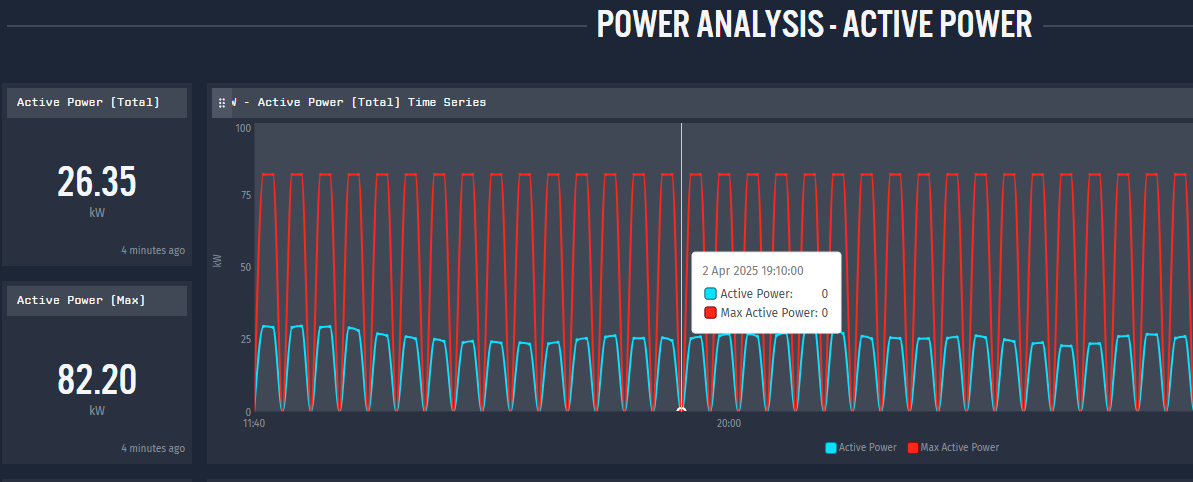 POWER ANALYSIS - ACTIVE POWER
Active Power [Total]
26.35
kW
4 minutes ago
Active Power [Max]
82.20
kW
4 minutes ago
W - Active Power [Total] Time Series
100
75
50
25
0
kW
11:40
20:00
2 Apr 2025 19:10:00
Active Power: 0
Max Active Power: 0
Active Power
Max Active Power